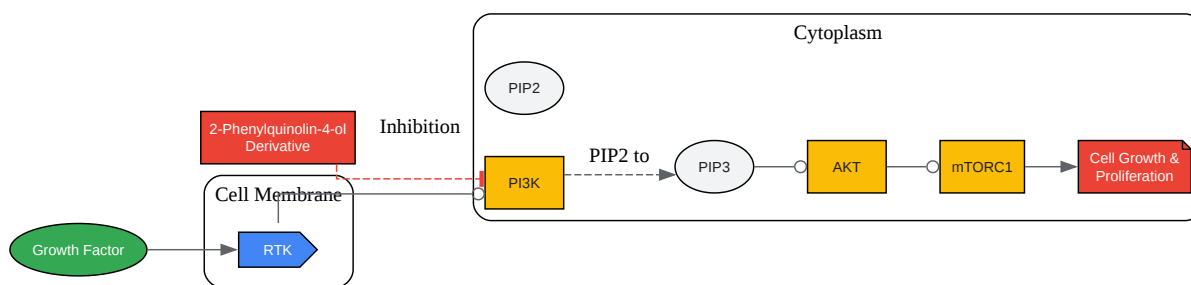 Cytoplasm
PIP2
2-Phenylquinolin-4-ol
Derivative
Inhibition
PI3K
PIP2 to
PIP3
AKT
mTORC1
Cell Growth &
Proliferation
Cell Membrane
Growth Factor
RTK